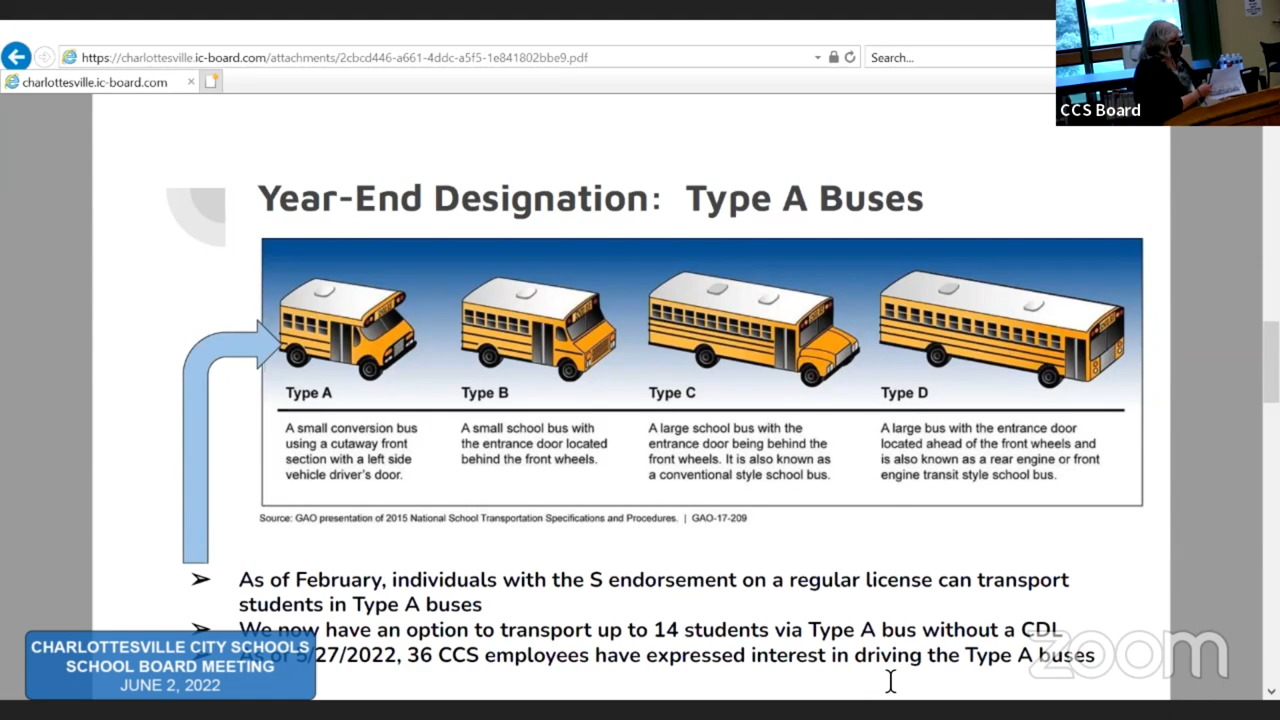 https://charlottesville.ic-board.com/attachments/2cbcd446-a661-4ddc-a5f5-1e841802bbe9.pdf
Search...
charlottesville.ic-board.com
CCS Board
Year-End Designation: Type A Buses
Type A
Type B
Type C
Type D
A small conversion bus
using a cutaway front
section with a left side
vehicle driver's door.
A small school bus with
the entrance door located
behind the front wheels.
A large school bus with the
entrance door being behind the
front wheels. It is also known as
a conventional style school bus.
A large bus with the entrance door
located ahead of the front wheels and
is also known as a rear engine or front
engine transit style school bus.
Source: GAO presentation of 2015 National School Transportation Specifications and Procedures. | GAO-17-209
➢ As of February, individuals with the S endorsement on a regular license can transport
students in Type A buses
➢ We now have an option to transport up to 14 students via Type A bus without a CDL
As of 5/27/2022, 36 CCS employees have expressed interest in driving the Type A buses
CHARLOTTESVILLE CITY SCHOOLS
SCHOOL BOARD MEETING
JUNE 2, 2022
zoom